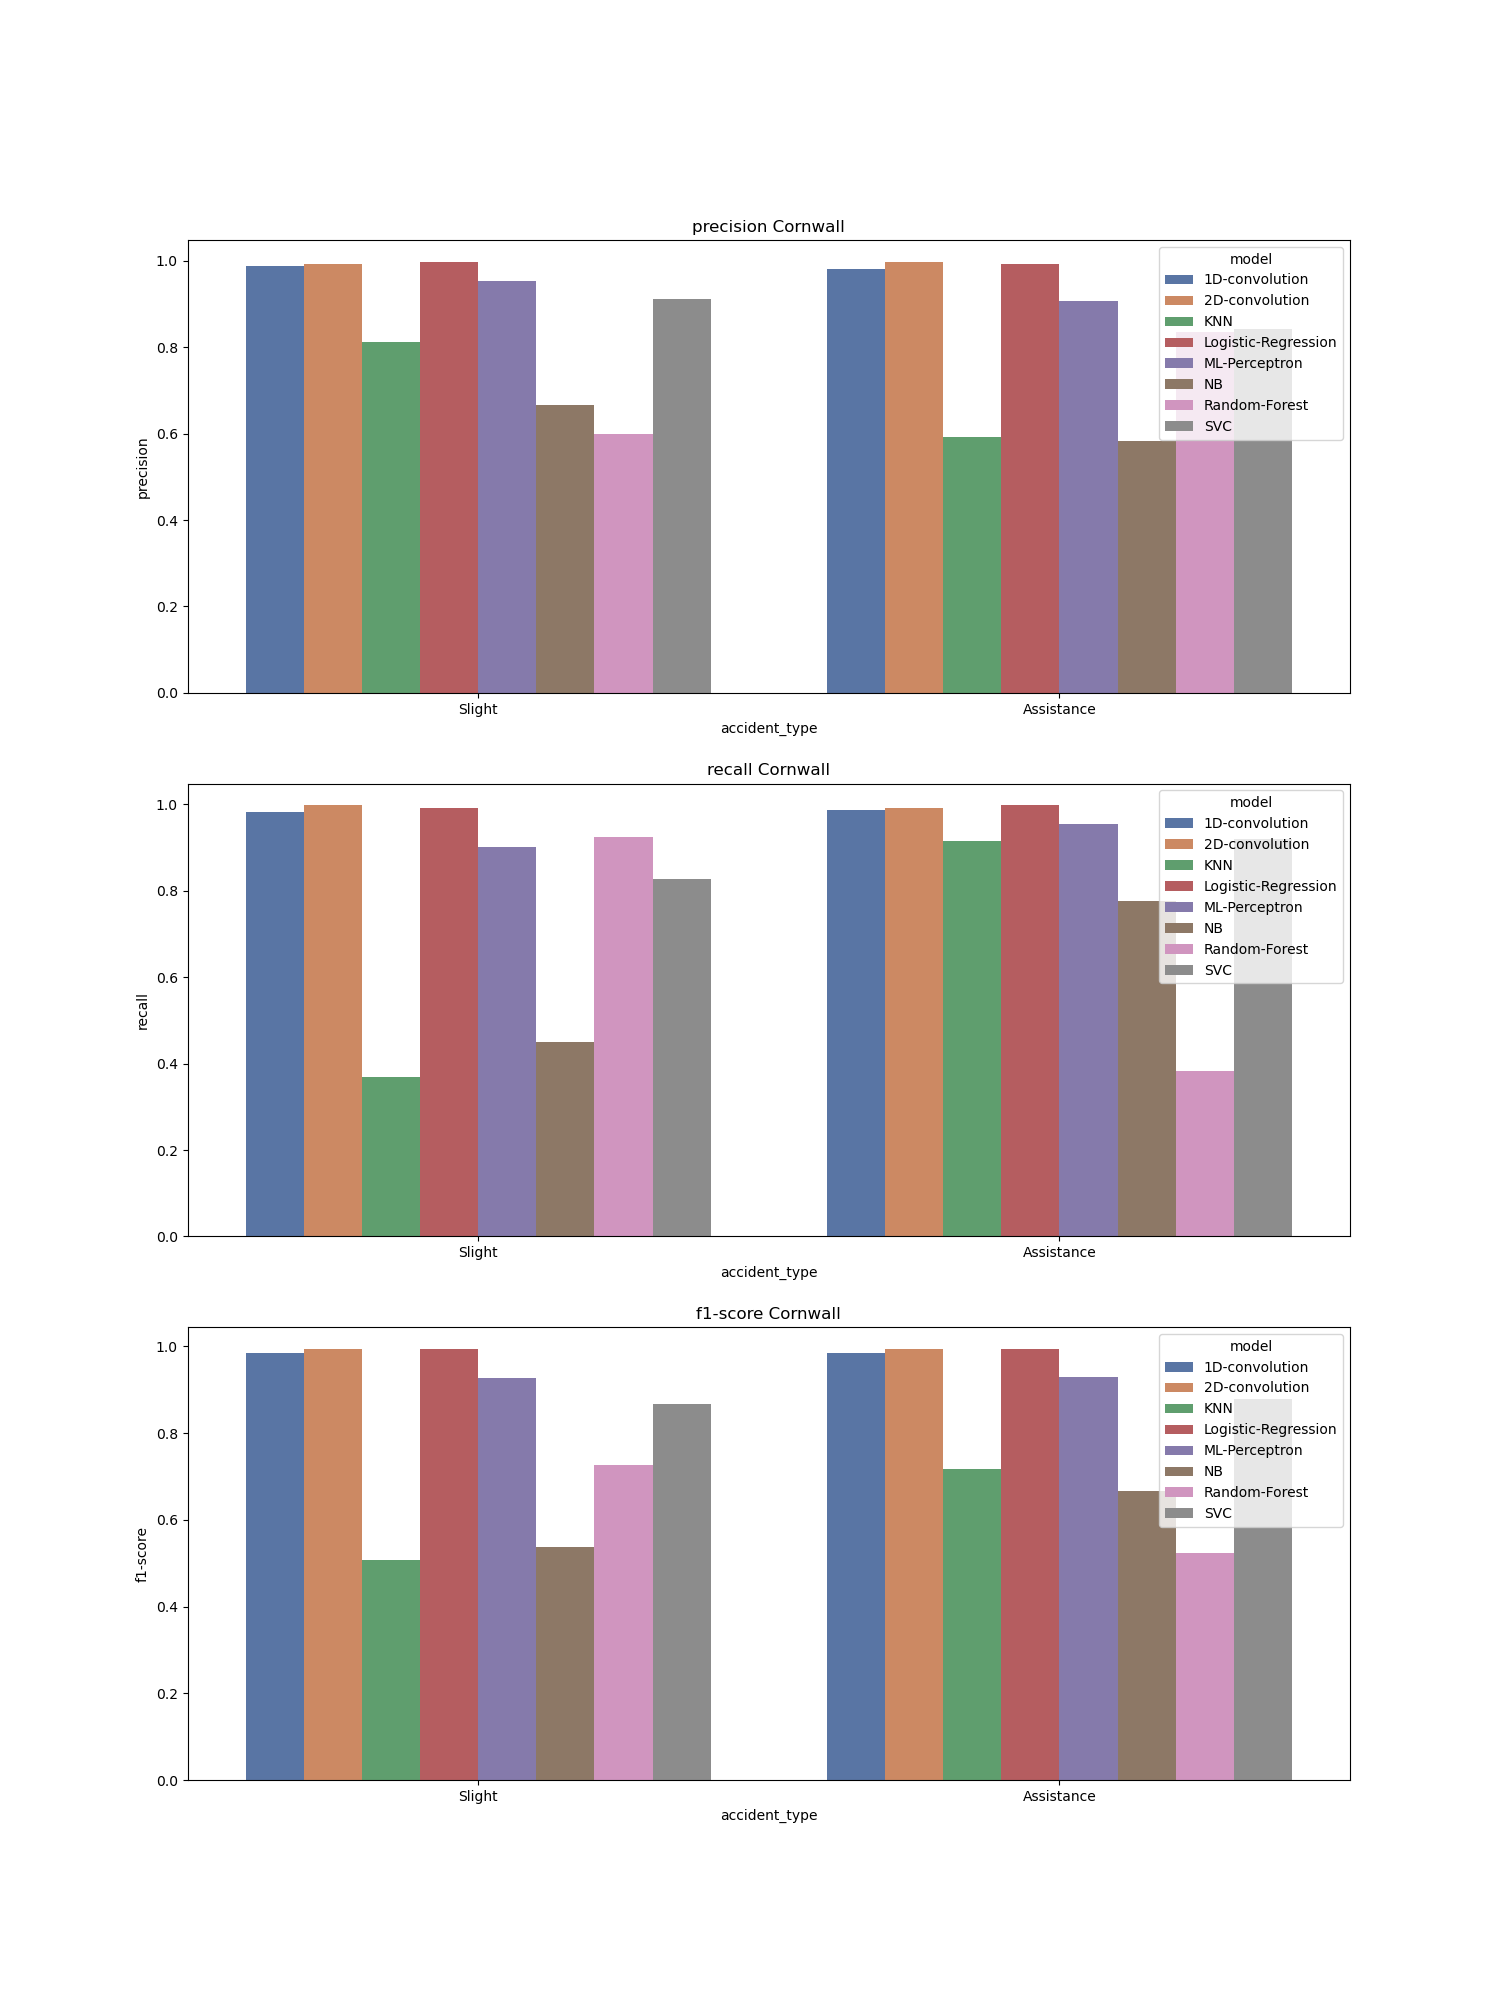 precision Cornwall
1.0
0.8
0.6
0.4
0.2
0.0
precision
model
1D-convolution
2D-convolution
KNN
Logistic-Regression
ML-Perceptron
NB
Random-Forest
SVC
Slight
Assistance
accident_type
recall Cornwall
1.0
0.8
0.6
0.4
0.2
0.0
recall
model
1D-convolution
2D-convolution
KNN
Logistic-Regression
ML-Perceptron
NB
Random-Forest
SVC
Slight
Assistance
accident_type
f1-score Cornwall
1.0
0.8
0.6
0.4
0.2
0.0
f1-score
model
1D-convolution
2D-convolution
KNN
Logistic-Regression
ML-Perceptron
NB
Random-Forest
SVC
Slight
Assistance
accident_type